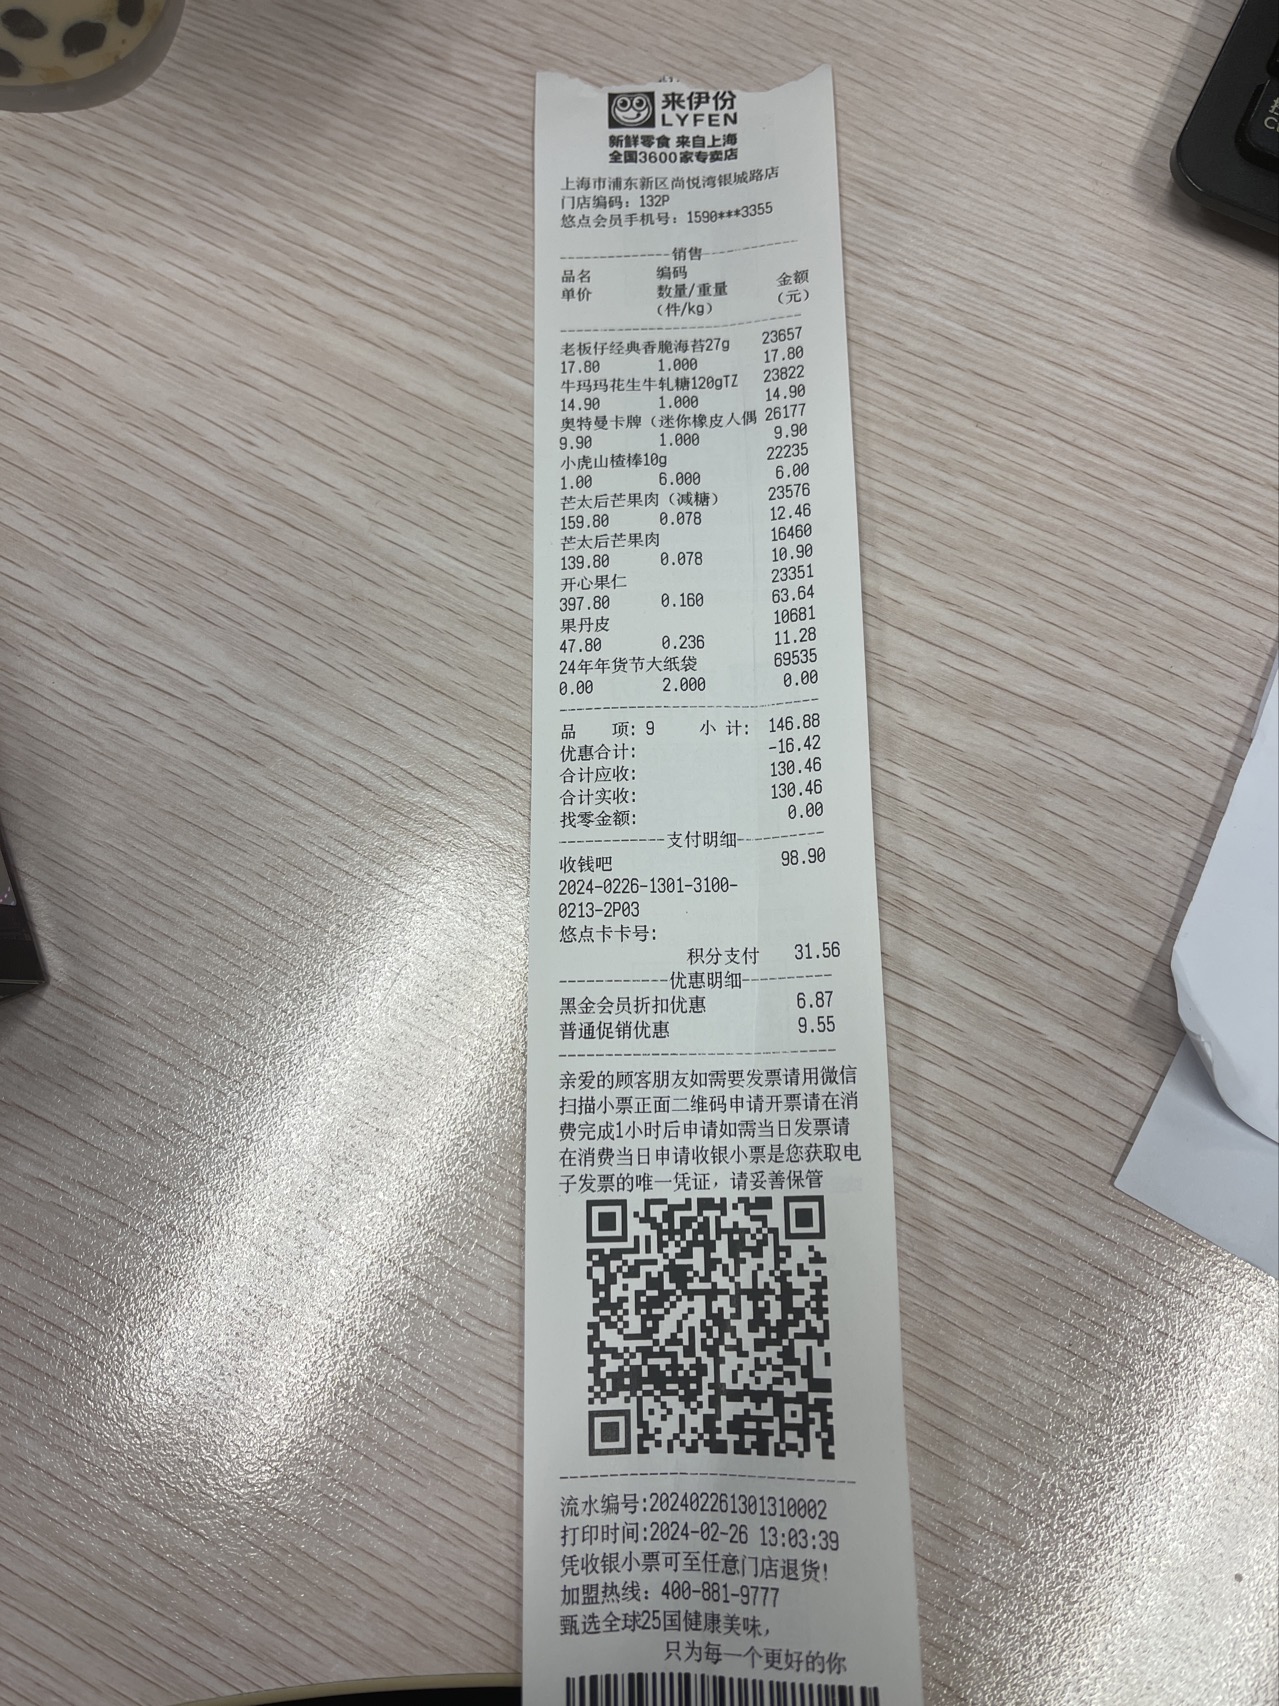 来伊份
LYFEN
新鲜零食 来自上海
全国3600家专卖店
上海市浦东新区尚悦湾银城路店
门店编码：132P
悠点会员手机号：1590***3355
销售
品名 编码 金额
单价 数量/重量 （元）
（件/kg）
老板仔经典香脆海苔27g 23657
17.80 1.000 17.80
牛玛玛花生牛轧糖120gTZ 23822
14.90 1.000 14.90
奥特曼卡牌（迷你橡皮人偶 26177
9.90 1.000 9.90
小虎山楂棒10g 22235
1.00 6.000 6.00
芒太后芒果肉（减糖） 23576
159.80 0.078 12.46
芒太后芒果肉 16460
139.80 0.078 10.90
开心果仁 23351
397.80 0.160 63.64
果丹皮 10681
47.80 0.236 11.28
24年年货节大纸袋 69535
0.00 2.000 0.00
品 项: 9 小 计: 146.88
优惠合计: -16.42
合计应收: 130.46
合计实收: 130.46
找零金额: 0.00
支付明细
收钱吧 98.90
2024-0226-1301-3100-
0213-2P03
悠点卡卡号:
积分支付 31.56
优惠明细
黑金会员折扣优惠 6.87
普通促销优惠 9.55
亲爱的顾客朋友如需要发票请用微信
扫描小票正面二维码申请开票请在消
费完成1小时后申请如需当日发票请
在消费当日申请收银小票是您获取电
子发票的唯一凭证，请妥善保管
流水编号:202402261301310002
打印时间:2024-02-26 13:03:39
凭收银小票可至任意门店退货!
加盟热线：400-881-9777
甄选全球25国健康美味，
只为每一个更好的你